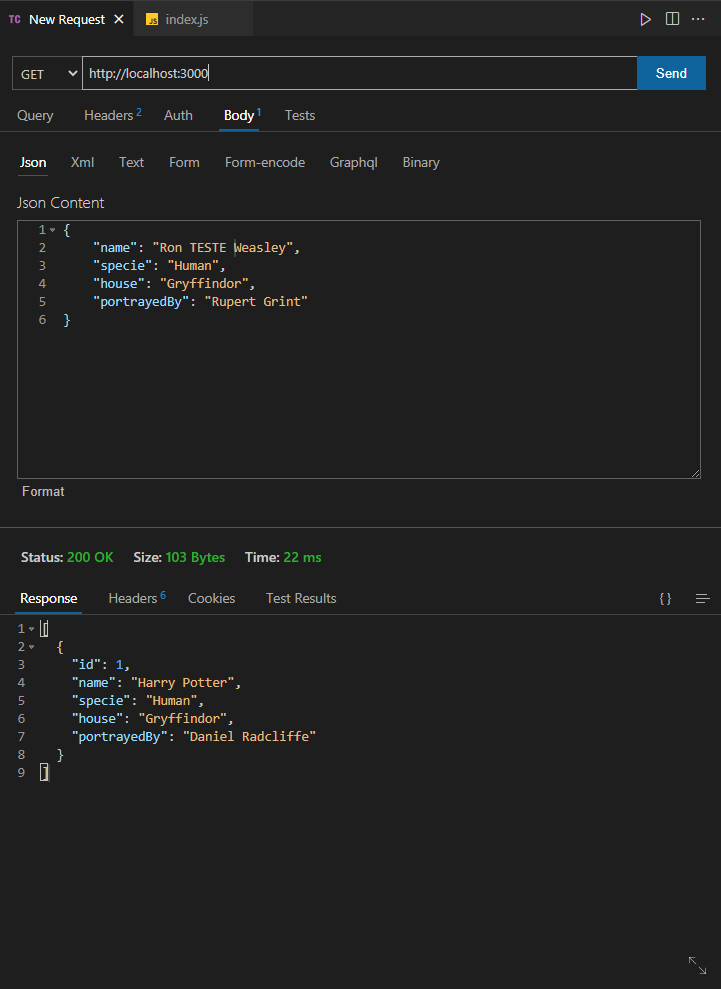 TC New Request × JS index.js
GET http://localhost:3000 Send
Query Headers 2 Auth Body 1 Tests
Json Xml Text Form Form-encode Graphql Binary
Json Content
1 {
2 "name": "Ron TESTE Weasley",
3 "specie": "Human",
4 "house": "Gryffindor",
5 "portrayedBy": "Rupert Grint"
6 }
Format
Status: 200 OK Size: 103 Bytes Time: 22 ms
Response Headers 6 Cookies Test Results { }
1 [
2 {
3 "id": 1,
4 "name": "Harry Potter",
5 "specie": "Human",
6 "house": "Gryffindor",
7 "portrayedBy": "Daniel Radcliffe"
8 }
9 ]